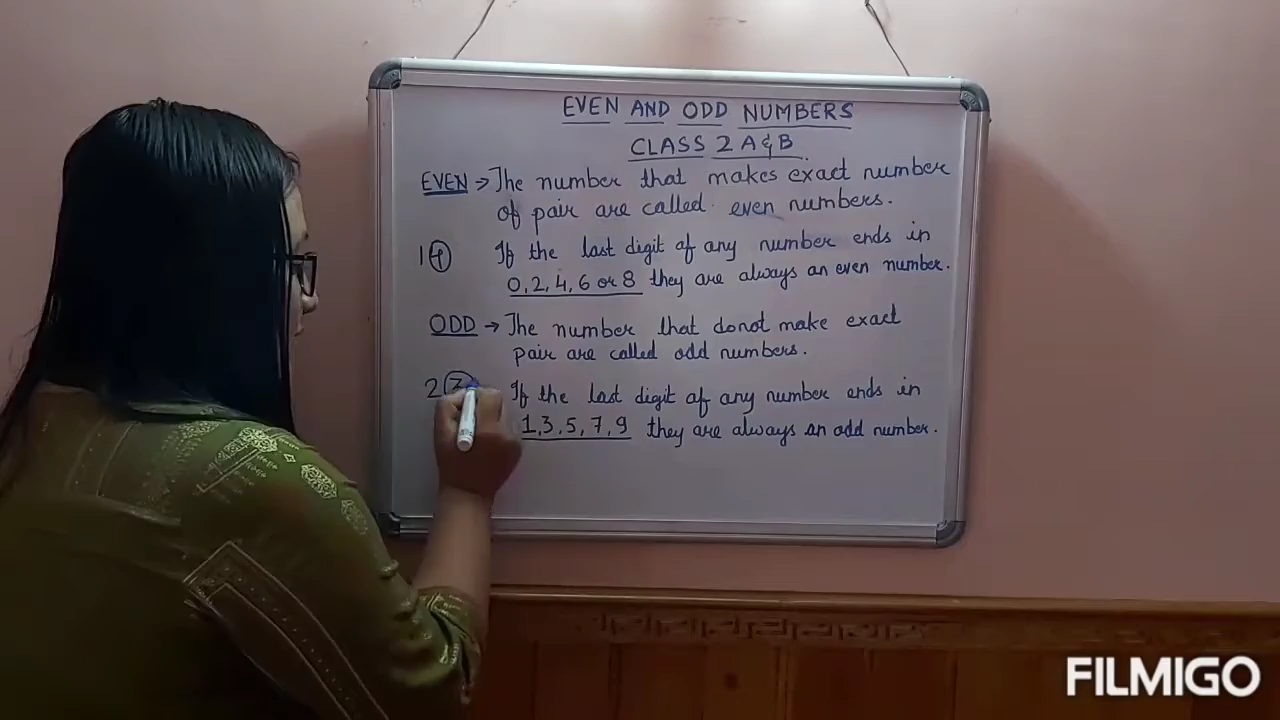 EVEN AND ODD NUMBERS
CLASS 2 A & B.
EVEN → The number that makes exact number
of pair are called even numbers.
14 If the last digit of any number ends in
0, 2, 4, 6 or 8 they are always an even number.
ODD → The number that donot make exact
pair are called odd numbers.
2 If the last digit of any number ends in
1, 3, 5, 7, 9 they are always an odd number.
FILMIGO